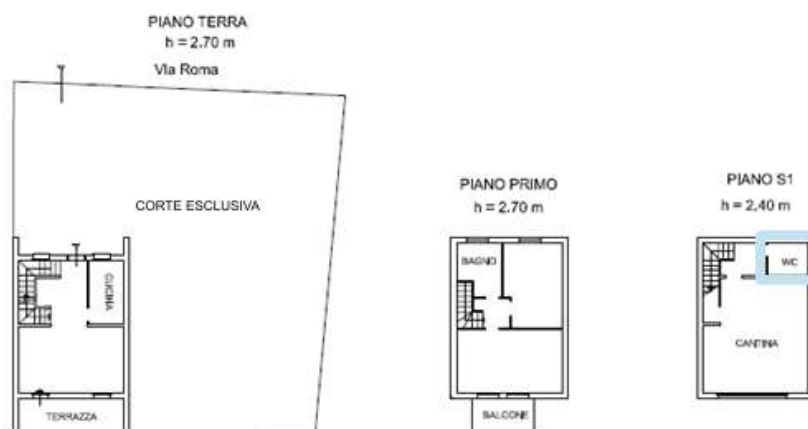 PIANO TERRA
h = 2.70 m
VIa Roma
CORTE ESCLUSIVA
CUCINA
TERRAZZA
PIANO PRIMO
h = 2.70 m
BAGNO
BALCONE
PIANO S1
h = 2.40 m
WC
CANTINA